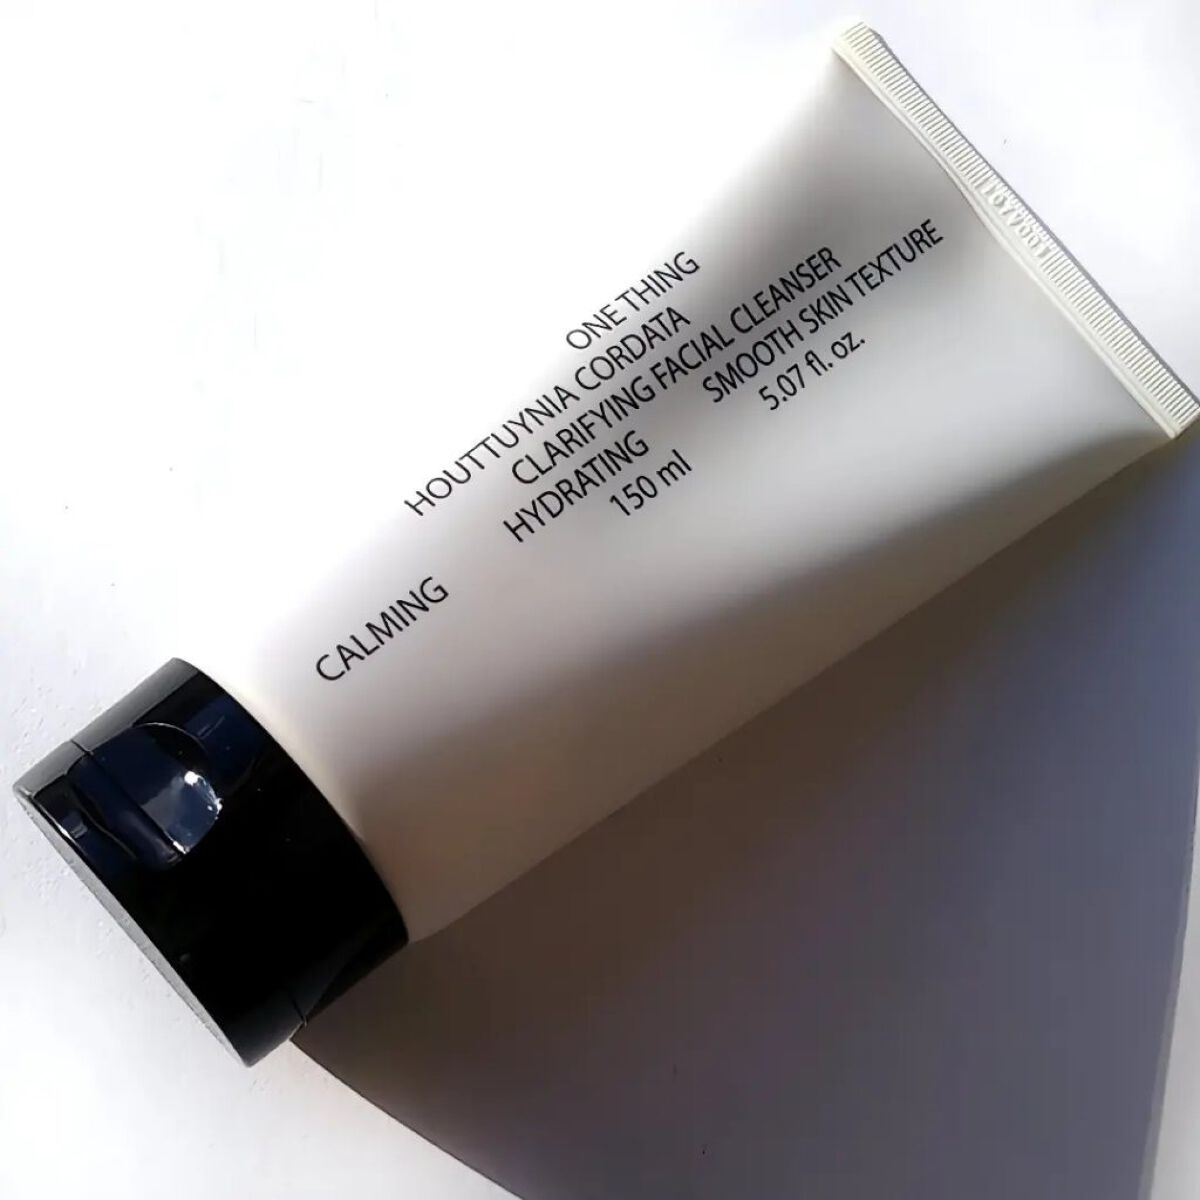 ONE THING
HOUTTUYNIA CORDATA
CLARIFYING FACIAL CLEANSER
CALMING HYDRATING SMOOTH SKIN TEXTURE
150 ml 5.07 fl. oz.